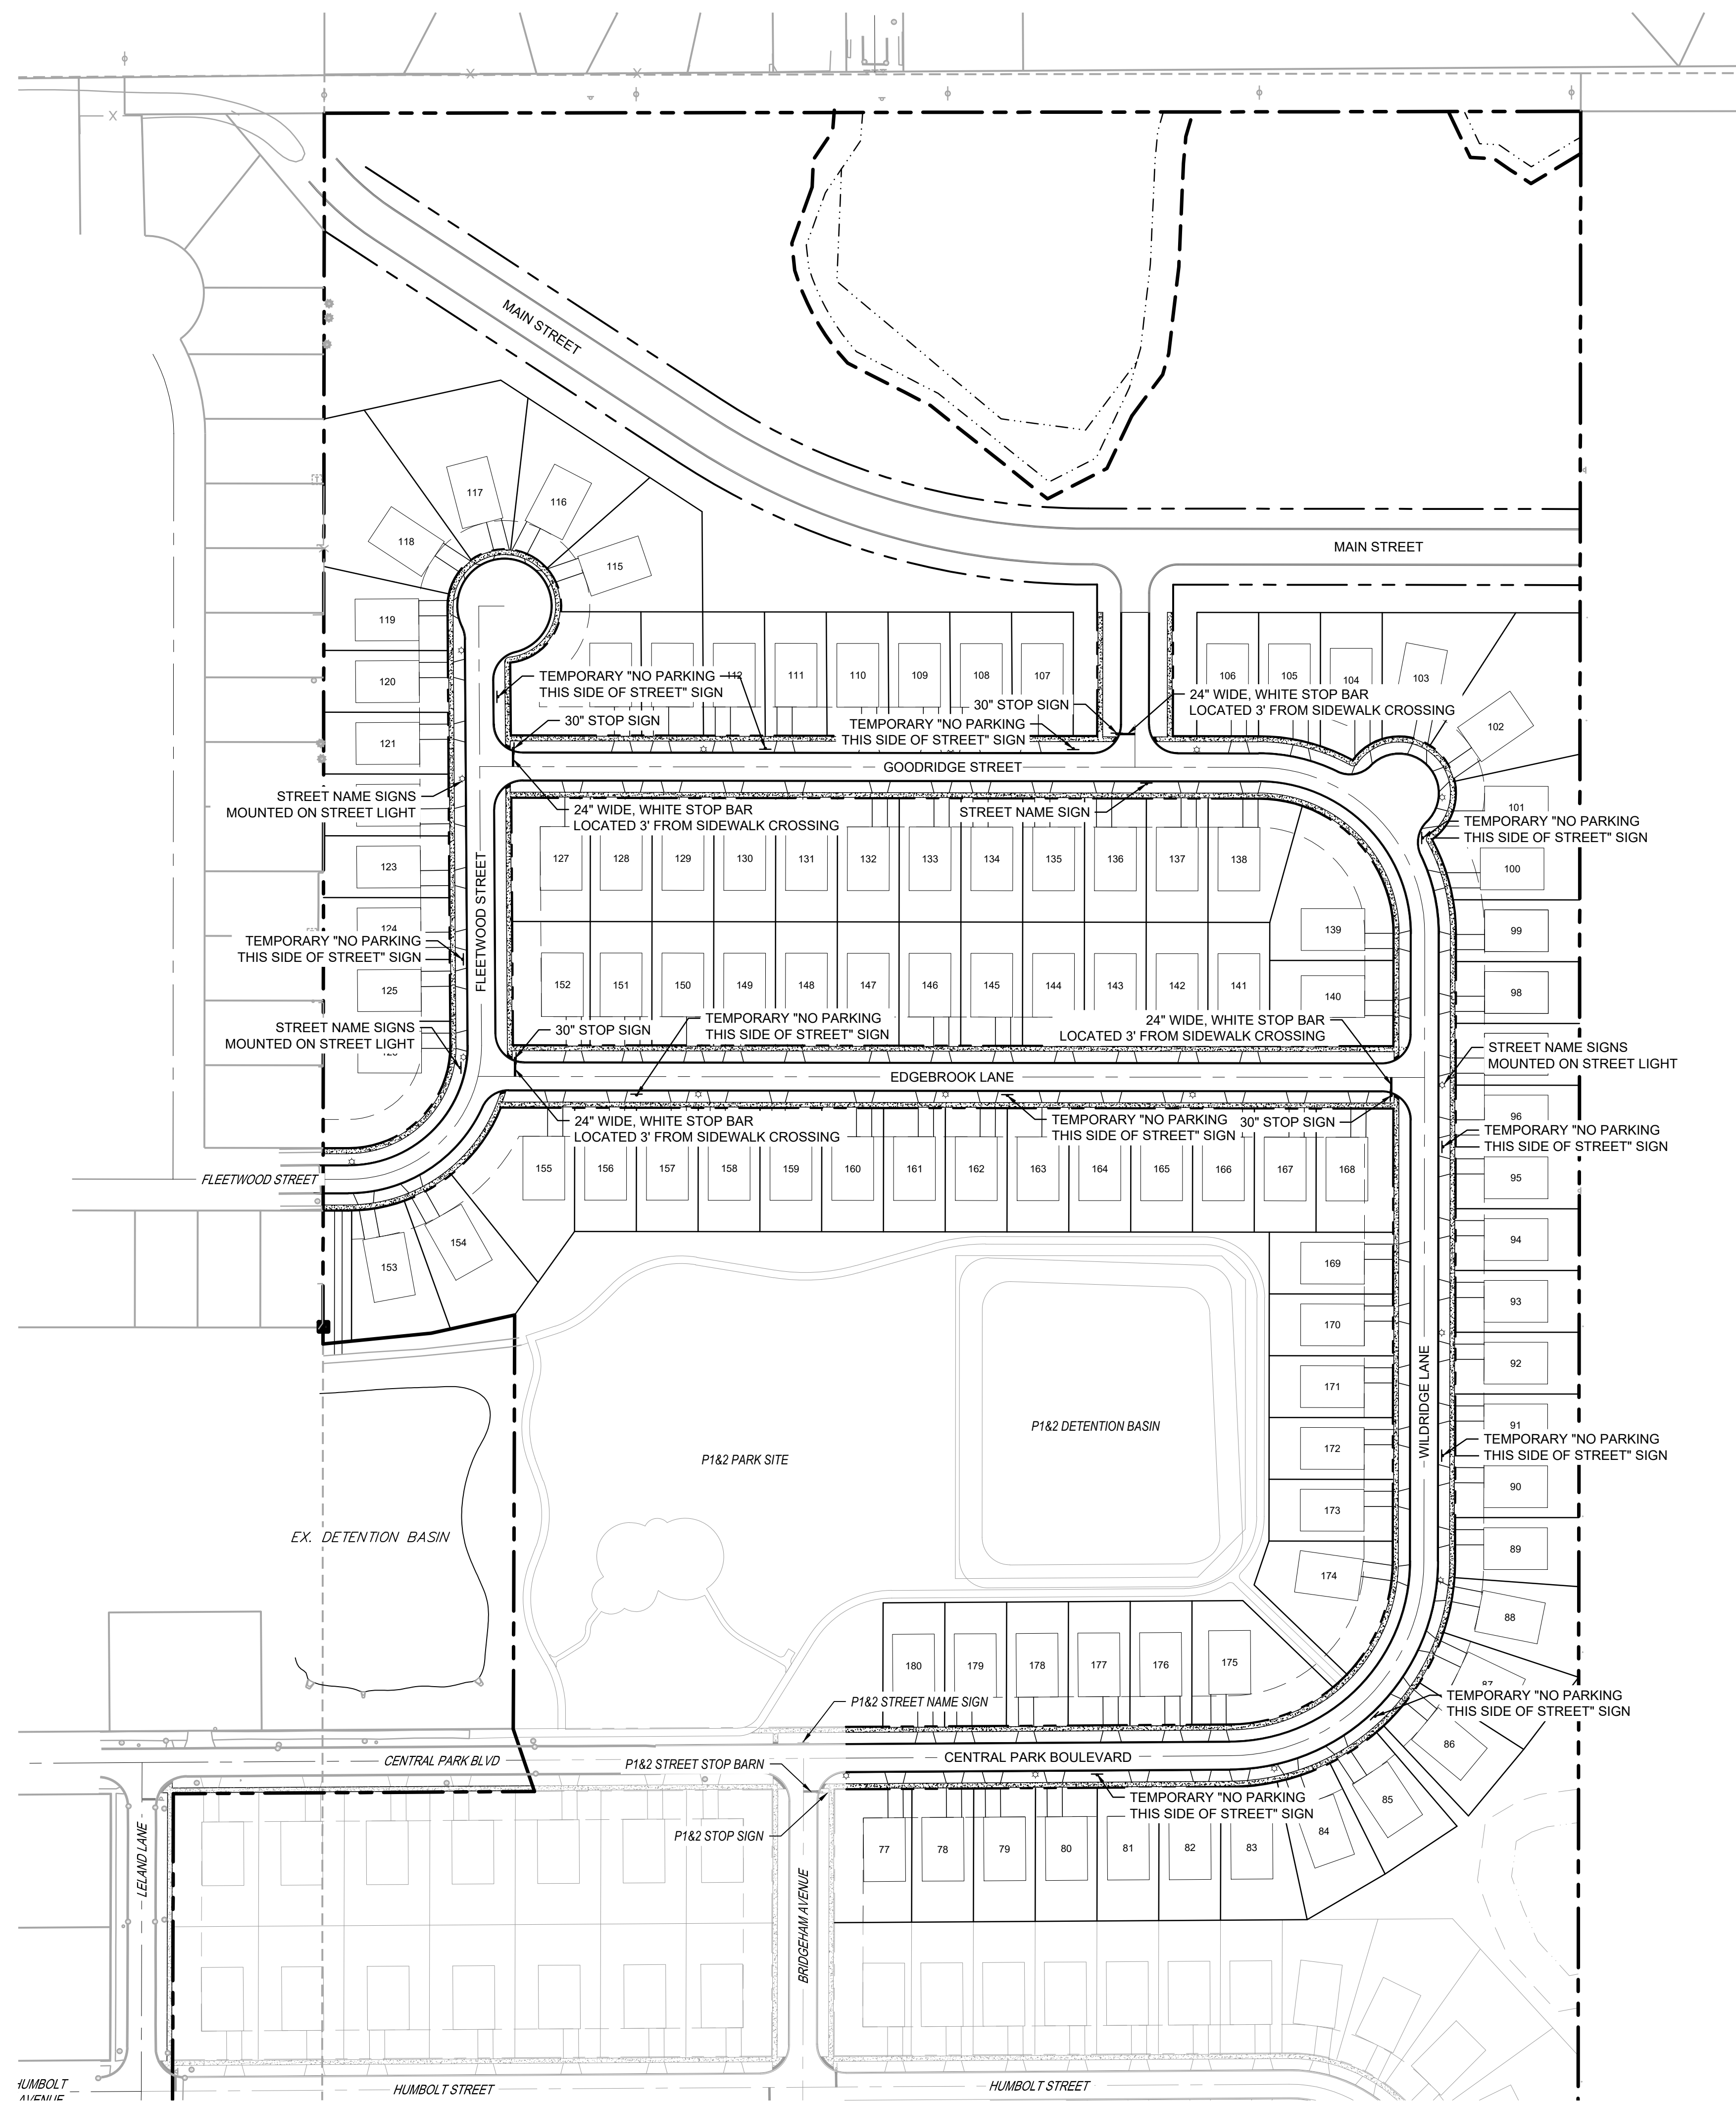 MAIN STREET
MAIN STREET
117
116
118
115
119
120
121
123
124
125
112
111
110
109
108
107
106
105
104
103
102
101
100
99
98
TEMPORARY "NO PARKING
THIS SIDE OF STREET" SIGN
30" STOP SIGN
30" STOP SIGN
TEMPORARY "NO PARKING
THIS SIDE OF STREET" SIGN
24" WIDE, WHITE STOP BAR
LOCATED 3' FROM SIDEWALK CROSSING
GOODRIDGE STREET
STREET NAME SIGNS
MOUNTED ON STREET LIGHT
24" WIDE, WHITE STOP BAR
LOCATED 3' FROM SIDEWALK CROSSING
STREET NAME SIGN
TEMPORARY "NO PARKING
THIS SIDE OF STREET" SIGN
127
128
129
130
131
132
133
134
135
136
137
138
139
FLEETWOOD STREET
TEMPORARY "NO PARKING
THIS SIDE OF STREET" SIGN
152
151
150
149
148
147
146
145
144
143
142
141
140
STREET NAME SIGNS
MOUNTED ON STREET LIGHT
30" STOP SIGN
TEMPORARY "NO PARKING
THIS SIDE OF STREET" SIGN
24" WIDE, WHITE STOP BAR
LOCATED 3' FROM SIDEWALK CROSSING
STREET NAME SIGNS
MOUNTED ON STREET LIGHT
EDGEBROOK LANE
24" WIDE, WHITE STOP BAR
LOCATED 3' FROM SIDEWALK CROSSING
TEMPORARY "NO PARKING
THIS SIDE OF STREET" SIGN
30" STOP SIGN
96
TEMPORARY "NO PARKING
THIS SIDE OF STREET" SIGN
155
156
157
158
159
160
161
162
163
164
165
166
167
168
95
FLEETWOOD STREET
153
154
94
169
93
170
92
171
91
172
90
173
89
174
88
87
86
85
84
WILDRIDGE LANE
TEMPORARY "NO PARKING
THIS SIDE OF STREET" SIGN
P1&2 DETENTION BASIN
P1&2 PARK SITE
EX. DETENTION BASIN
180
179
178
177
176
175
TEMPORARY "NO PARKING
THIS SIDE OF STREET" SIGN
P1&2 STREET NAME SIGN
CENTRAL PARK BLVD
P1&2 STREET STOP BARN
CENTRAL PARK BOULEVARD
TEMPORARY "NO PARKING
THIS SIDE OF STREET" SIGN
P1&2 STOP SIGN
77
78
79
80
81
82
83
LELAND LANE
BRIDGEHAM AVENUE
HUMBOLT
AVENUE
HUMBOLT STREET
HUMBOLT STREET